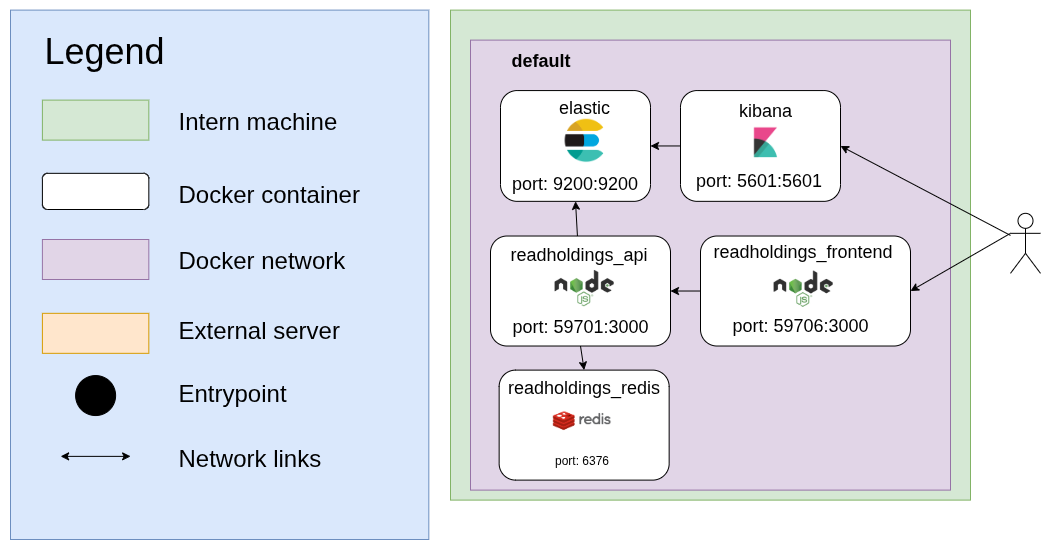 Legend
Intern machine
Docker container
Docker network
External server
Entrypoint
Network links
default
elastic
port: 9200:9200
kibana
port: 5601:5601
readholdings_api
node
JS
port: 59701:3000
readholdings_frontend
node
JS
port: 59706:3000
readholdings_redis
redis
port: 6376